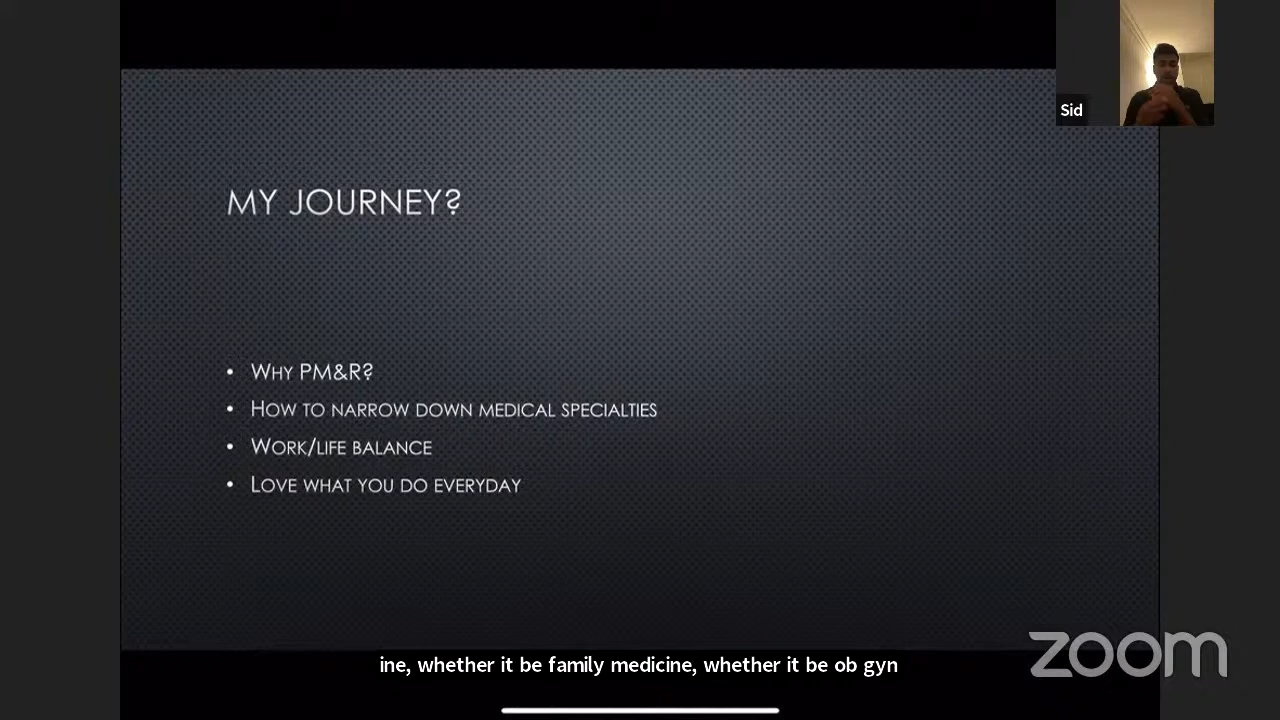 Sid
MY JOURNEY?
• WHY PM&R?
• HOW TO NARROW DOWN MEDICAL SPECIALTIES
• WORK/LIFE BALANCE
• LOVE WHAT YOU DO EVERYDAY
ine, whether it be family medicine, whether it be ob gyn
zoom